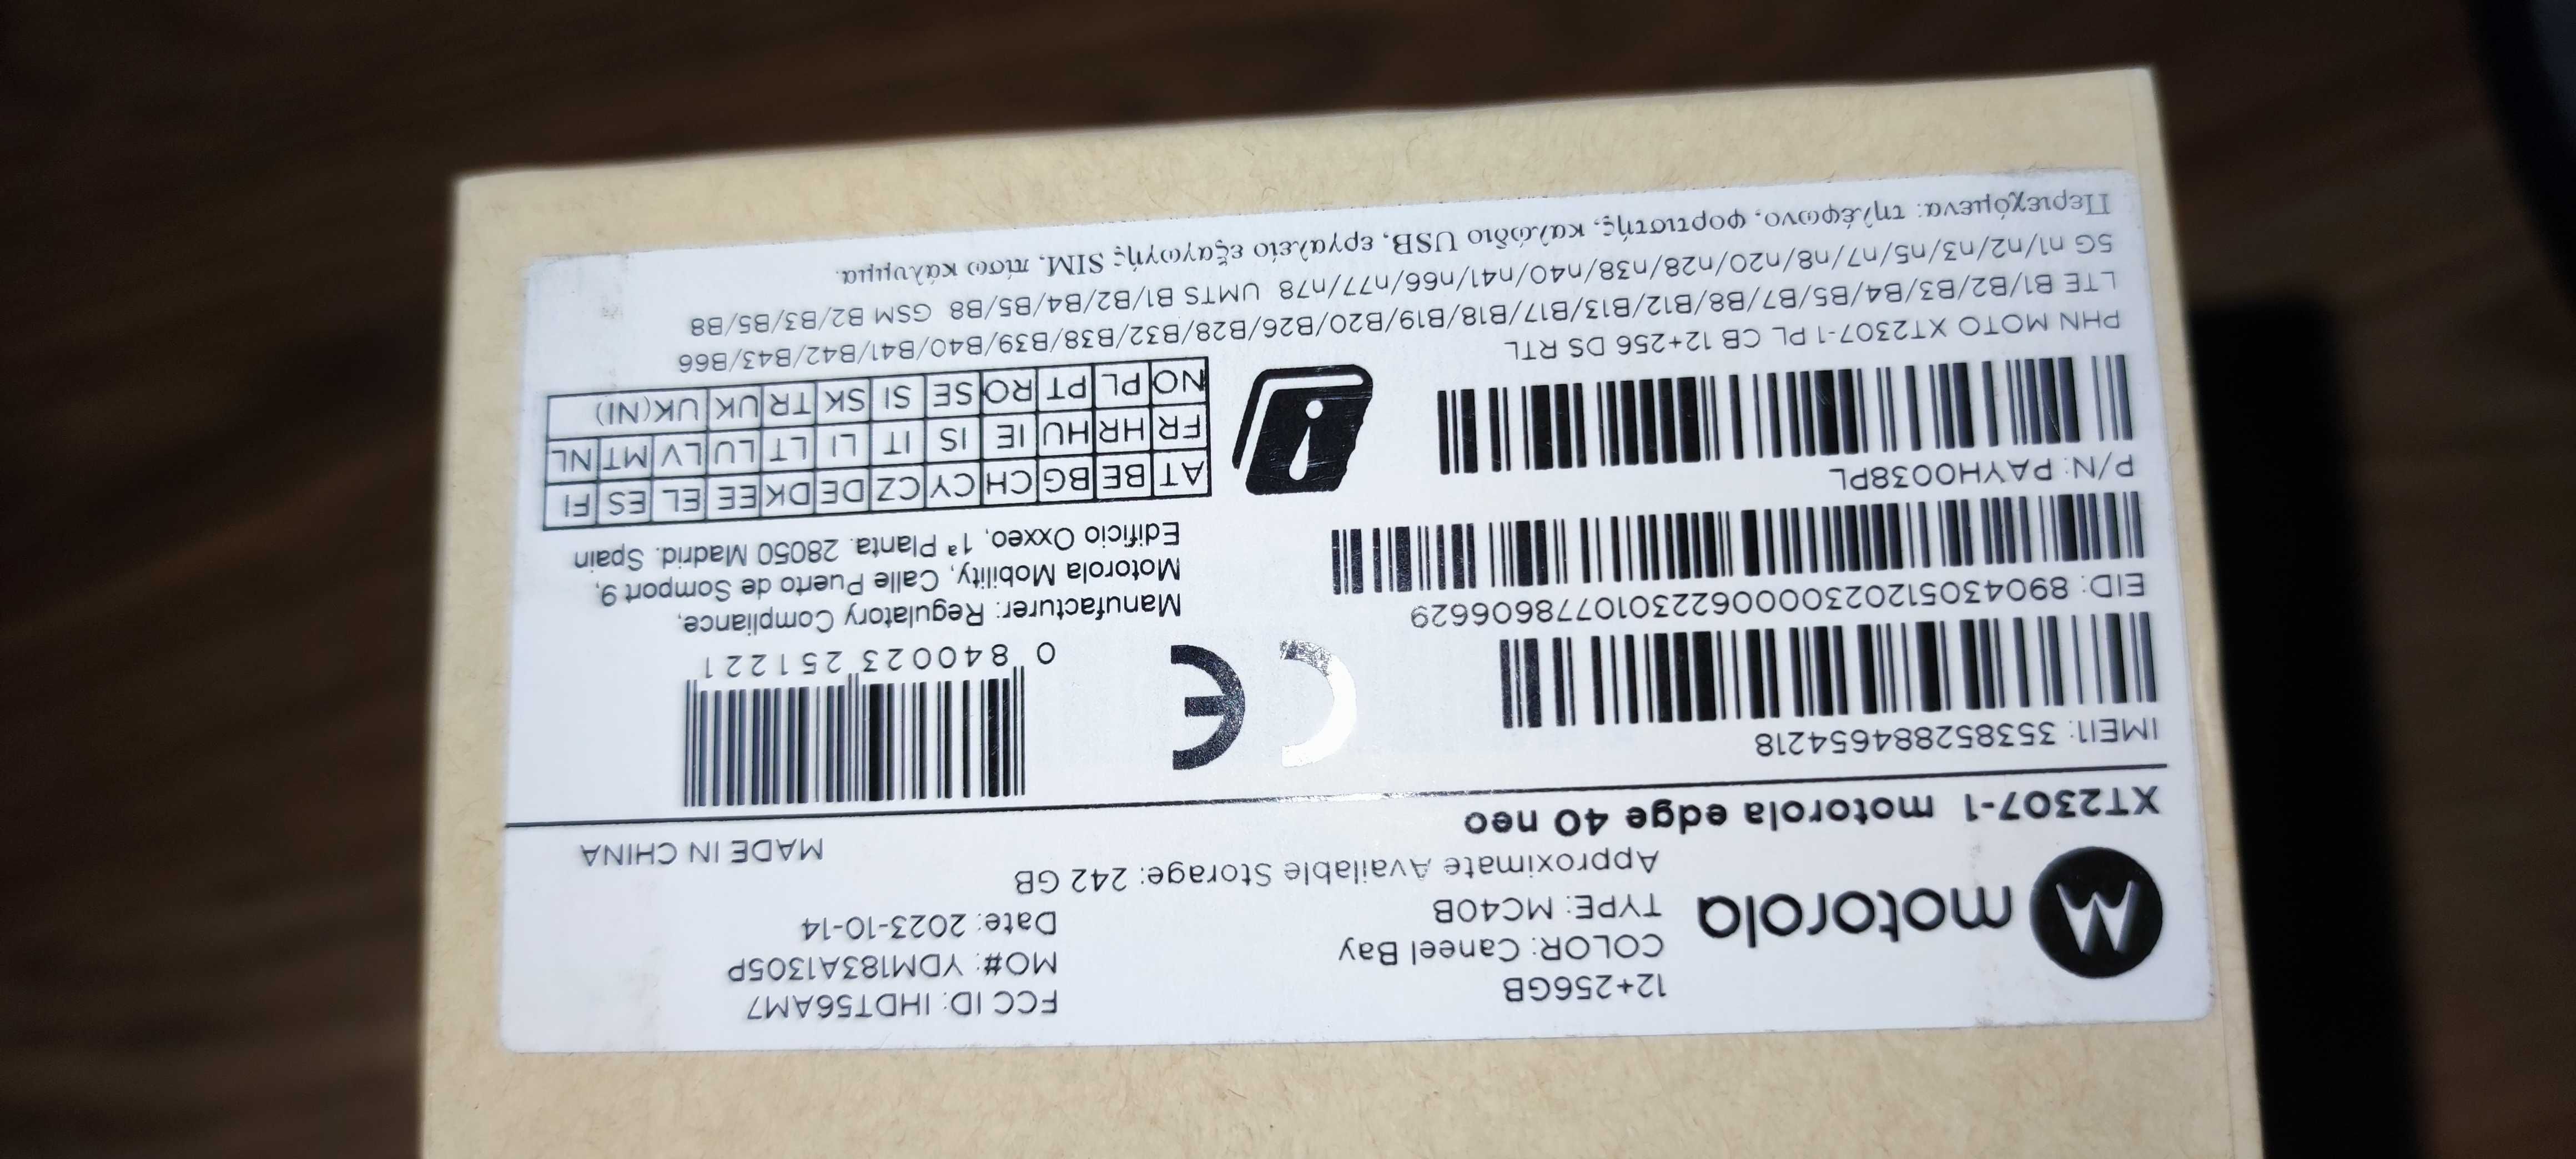 motorola
12+256GB
COLOR: Caneel Bay
TYPE: MC40B
Approximate Available Storage: 242 GB
FCC ID: IHDT56AM7
MO#: YDM183A1305P
Date: 2023-10-14
MADE IN CHINA
XT2307-1 motorola edge 40 neo
IMEI1: 353852884654218
EID: 89043051202300006223010778606629
P/N: PAYH0038PL
PHN MOTO XT2307-1 PL CB 12+256 DS RTL
CE
0 840023 251221
Manufacturer: Regulatory Compliance,
Motorola Mobility, Calle Puerto de Somport 9,
Edificio Oxxeo, 1ª Planta. 28050 Madrid. Spain
AT BE BG CH CY CZ DE DK EE EL ES FI
FR HR HU IE IS IT LI LT LU LV MT NL
NO PL PT RO SE SI SK TR UK UK(NI)
LTE B1/B2/B3/B4/B5/B7/B8/B12/B13/B17/B18/B19/B20/B26/B28/B32/B38/B39/B40/B41/B42/B43/B66
5G n1/n2/n3/n5/n7/n8/n20/n28/n38/n40/n41/n66/n77/n78 UMTS B1/B2/B4/B5/B8 GSM B2/B3/B5/B8
Περιεχόμενα: τηλέφωνο, φορτιστής, καλώδιο USB, εργαλείο εξαγωγής SIM, πίσω κάλυμμα.